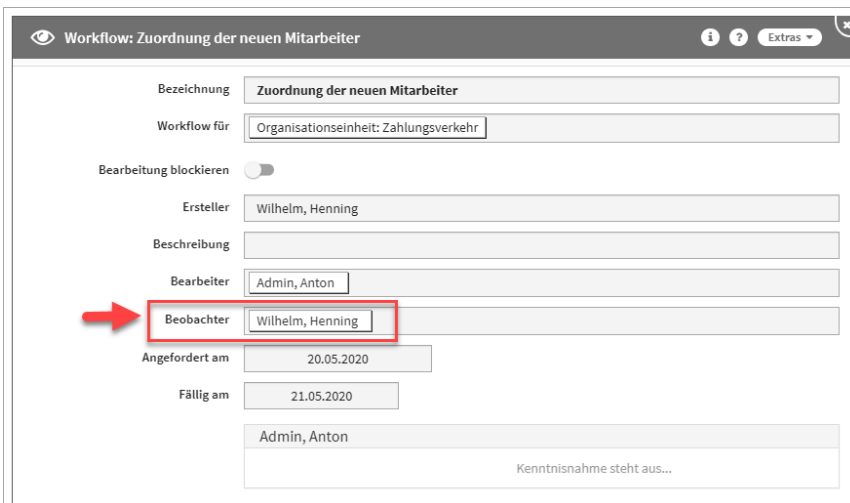 Workflow: Zuordnung der neuen Mitarbeiter i ? Extras
Bezeichnung Zuordnung der neuen Mitarbeiter
Workflow für Organisationseinheit: Zahlungsverkehr
Bearbeitung blockieren
Ersteller Wilhelm, Henning
Beschreibung
Bearbeiter Admin, Anton
Beobachter Wilhelm, Henning
Angefordert am 20.05.2020
Fällig am 21.05.2020
Admin, Anton
Kenntnisnahme steht aus...